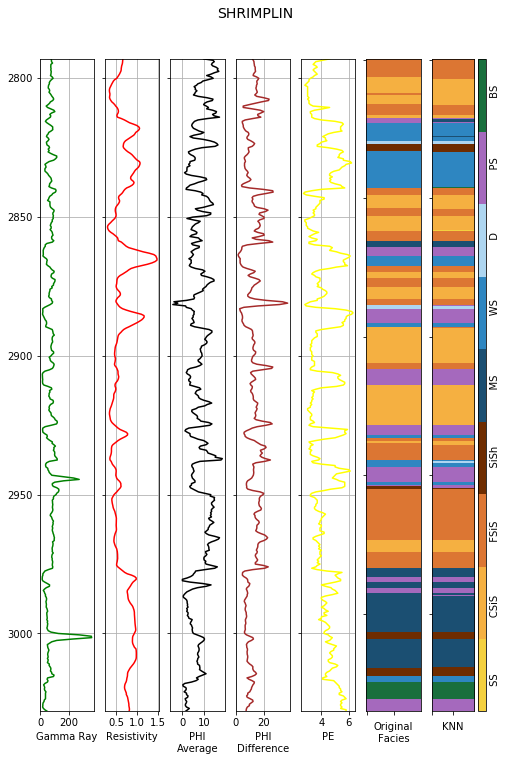 SHRIMPLIN
2800
2850
2900
2950
3000
0 200
0.5 1.0 1.5
0 10
0 20
4 6
Gamma Ray
Resistivity
PHI
Average
PHI
Difference
PE
Original
Facies
KNN
BS
PS
D
WS
MS
SiSh
FSiS
CSiS
SS